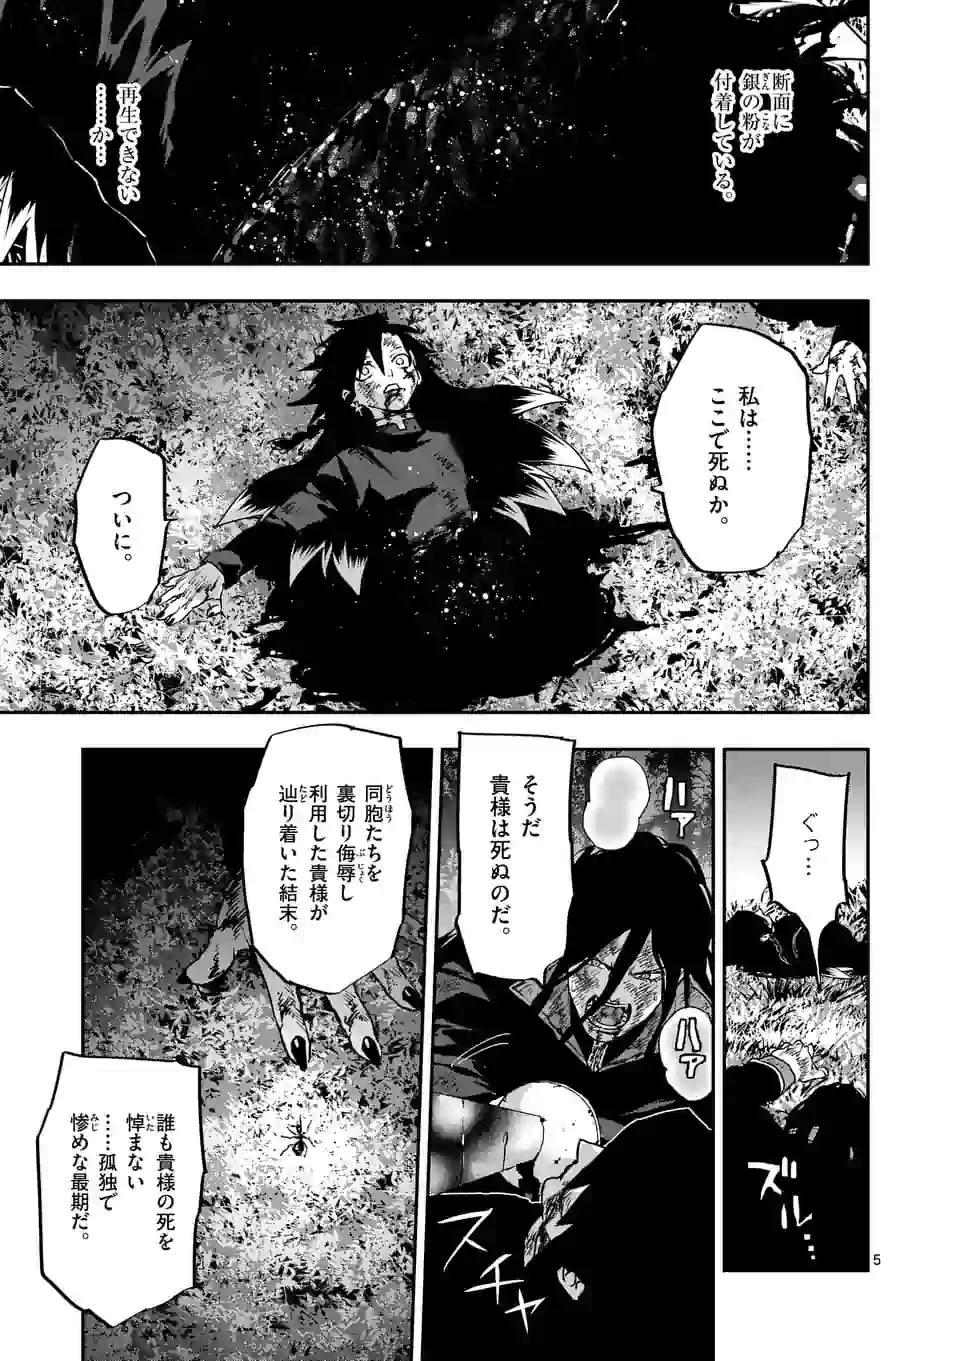 断面に
銀の粉が
付着している。
再生できない
………か…
私は……
ここで死ぬか。
ついに。
ぐっ…
ズル…
ハァ
そうだ
貴様は死ぬのだ。
ハァ
スチャ
同胞たちを
裏切り侮辱し
利用した貴様が
辿り着いた結末。
誰も貴様の死を
悼まない
……孤独で
惨めな最期だ。
5